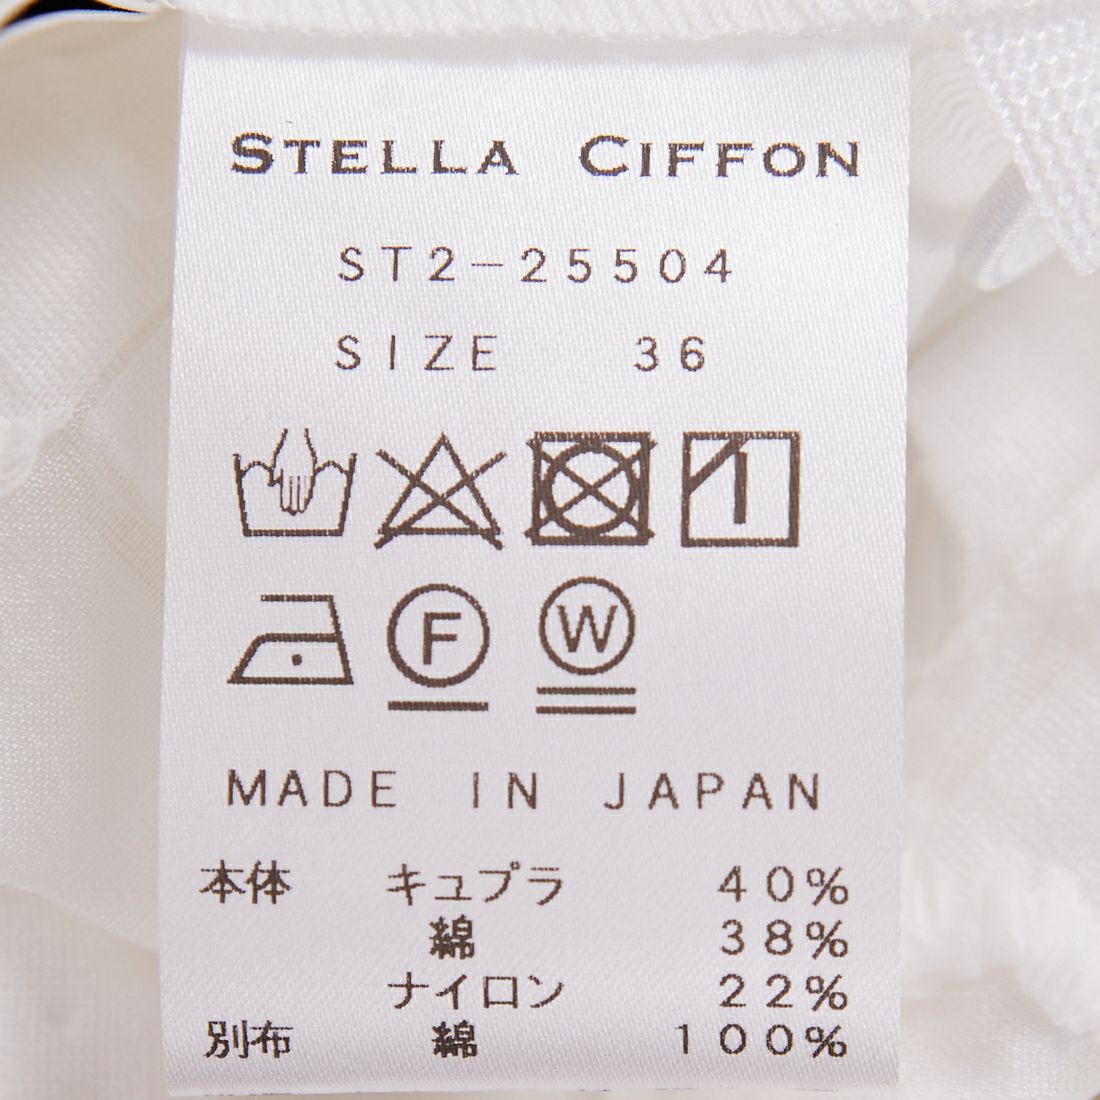 STELLA CIFFON
ST2-25504
SIZE 36
F W
MADE IN JAPAN
本体 キュプラ 40%
綿 38%
ナイロン 22%
別布 綿 100%